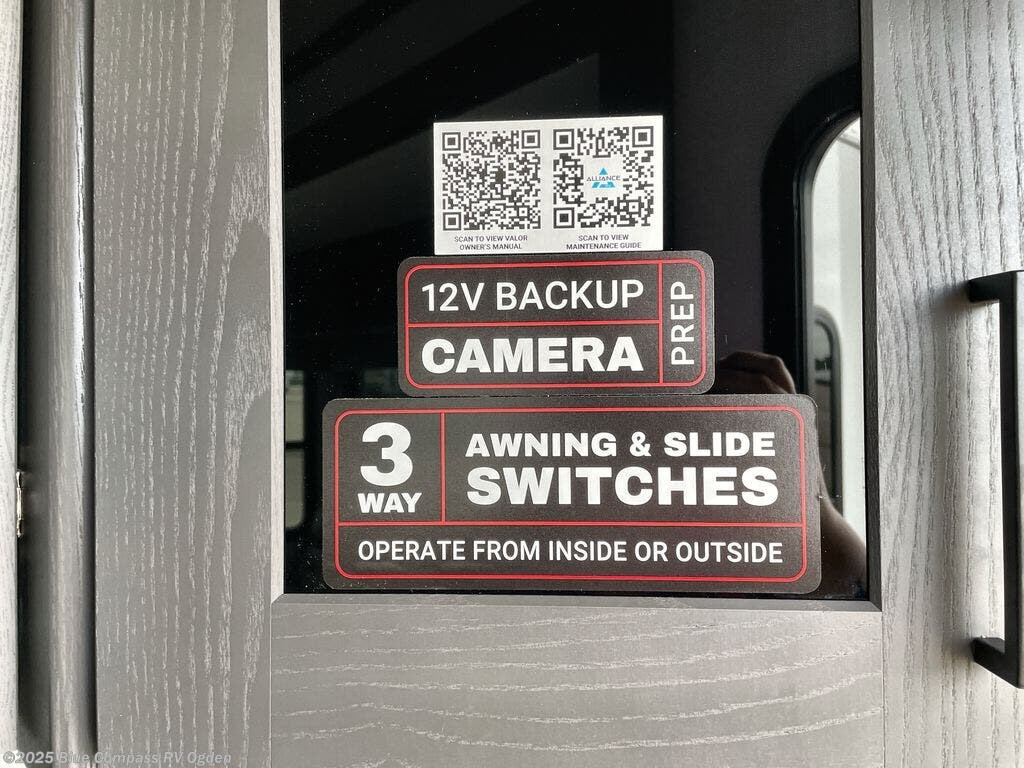 ALLIANCE
SCAN TO VIEW VALOR
OWNER'S MANUAL
SCAN TO VIEW
MAINTENANCE GUIDE
12V BACKUP
CAMERA
PREP
3
WAY
AWNING & SLIDE
SWITCHES
OPERATE FROM INSIDE OR OUTSIDE
©2025 Blue Compass RV Ogden